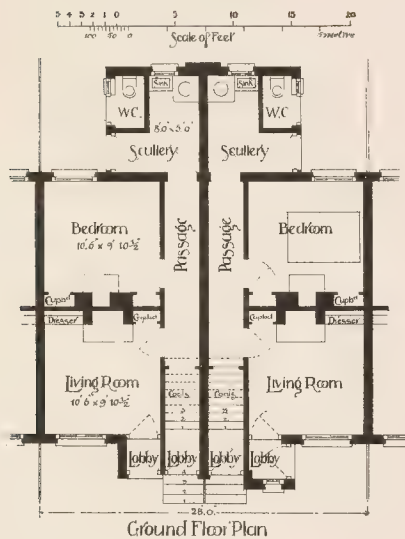 5 4 3 2 1 0 5 10 15 20
Scale of Feet
Sink Sink
W.C. W.C.
8'.0" × 5'.0"
Scullery Scullery
Passage Passage
Bedroom Bedroom
10'.6" × 9' 10½"
Cupbd Cupbd
Dresser Cupbd Cupbd Dresser
Living Room Living Room
10'.6" × 9' 10½"
Coals Coals
Lobby Lobby Lobby Lobby
28.0.
Ground Floor Plan